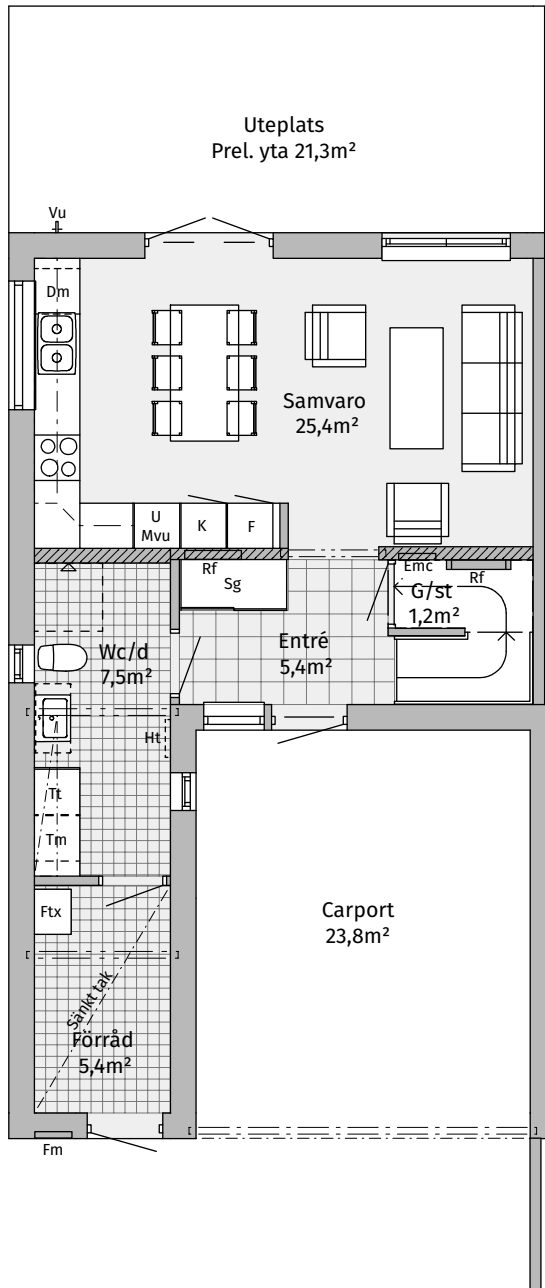 Uteplats
Prel. yta 21,3m²
Vu
Dm
Samvaro
25,4m²
U
Mvu
K
F
Rf
Sg
Emc
Rf
G/st
1,2m²
Wc/d
7,5m²
Entré
5,4m²
Ht
Tt
Tm
Ftx
Carport
23,8m²
Sänkt tak
Förråd
5,4m²
Fm